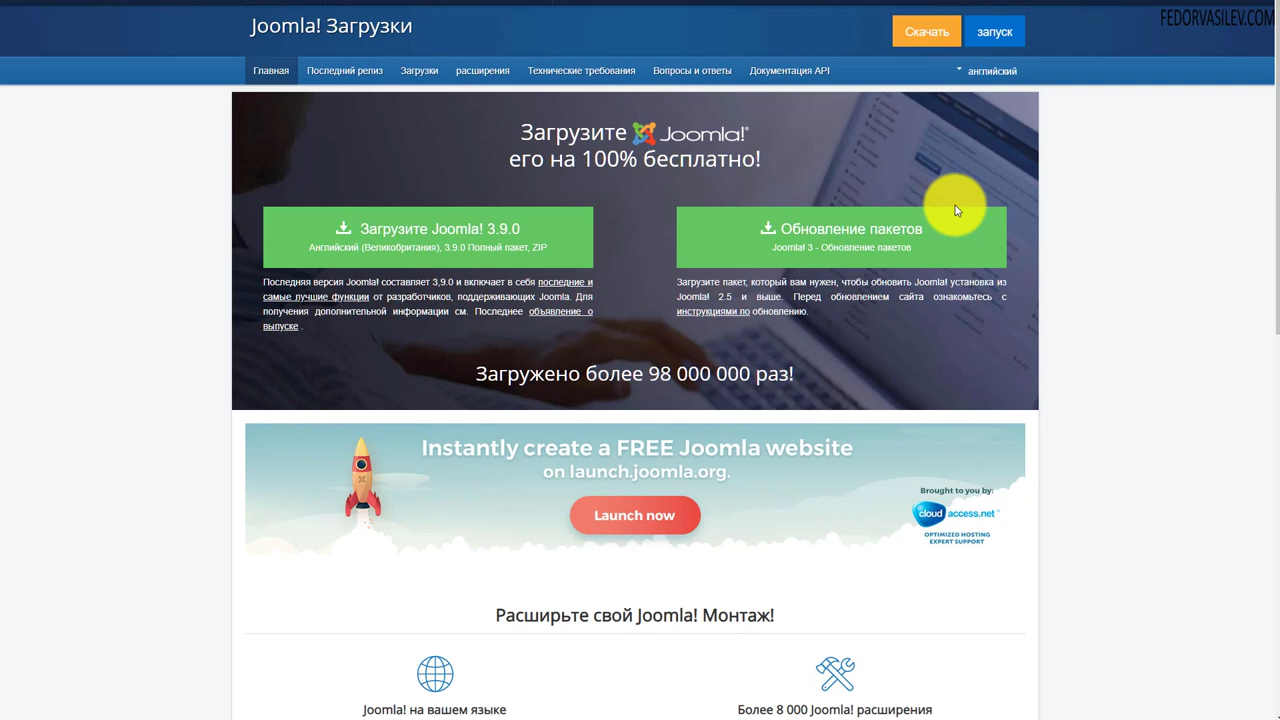 FEDORVASILEV.COM
Joomla! Загрузки
Скачать
запуск
Главная Последний релиз Загрузки расширения Технические требования Вопросы и ответы Документация API английский
Загрузите Joomla!®
его на 100% бесплатно!
Загрузите Joomla! 3.9.0
Английский (Великобритания), 3.9.0 Полный пакет, ZIP
Последняя версия Joomla! составляет 3,9.0 и включает в себя последние и
самые лучшие функции от разработчиков, поддерживающих Joomla. Для
получения дополнительной информации см. Последнее объявление о
выпуске .
Обновление пакетов
Joomla! 3 - Обновление пакетов
Загрузите пакет, который вам нужен, чтобы обновить Joomla! установка из
Joomla! 2.5 и выше. Перед обновлением сайта ознакомьтесь с
инструкциями по обновлению.
Загружено более 98 000 000 раз!
Instantly create a FREE Joomla website
on launch.joomla.org.
Launch now
Brought to you by:
cloudaccess.net™
OPTIMIZED HOSTING
EXPERT SUPPORT
Расширьте свой Joomla! Монтаж!
Joomla! на вашем языке
Более 8 000 Joomla! расширения